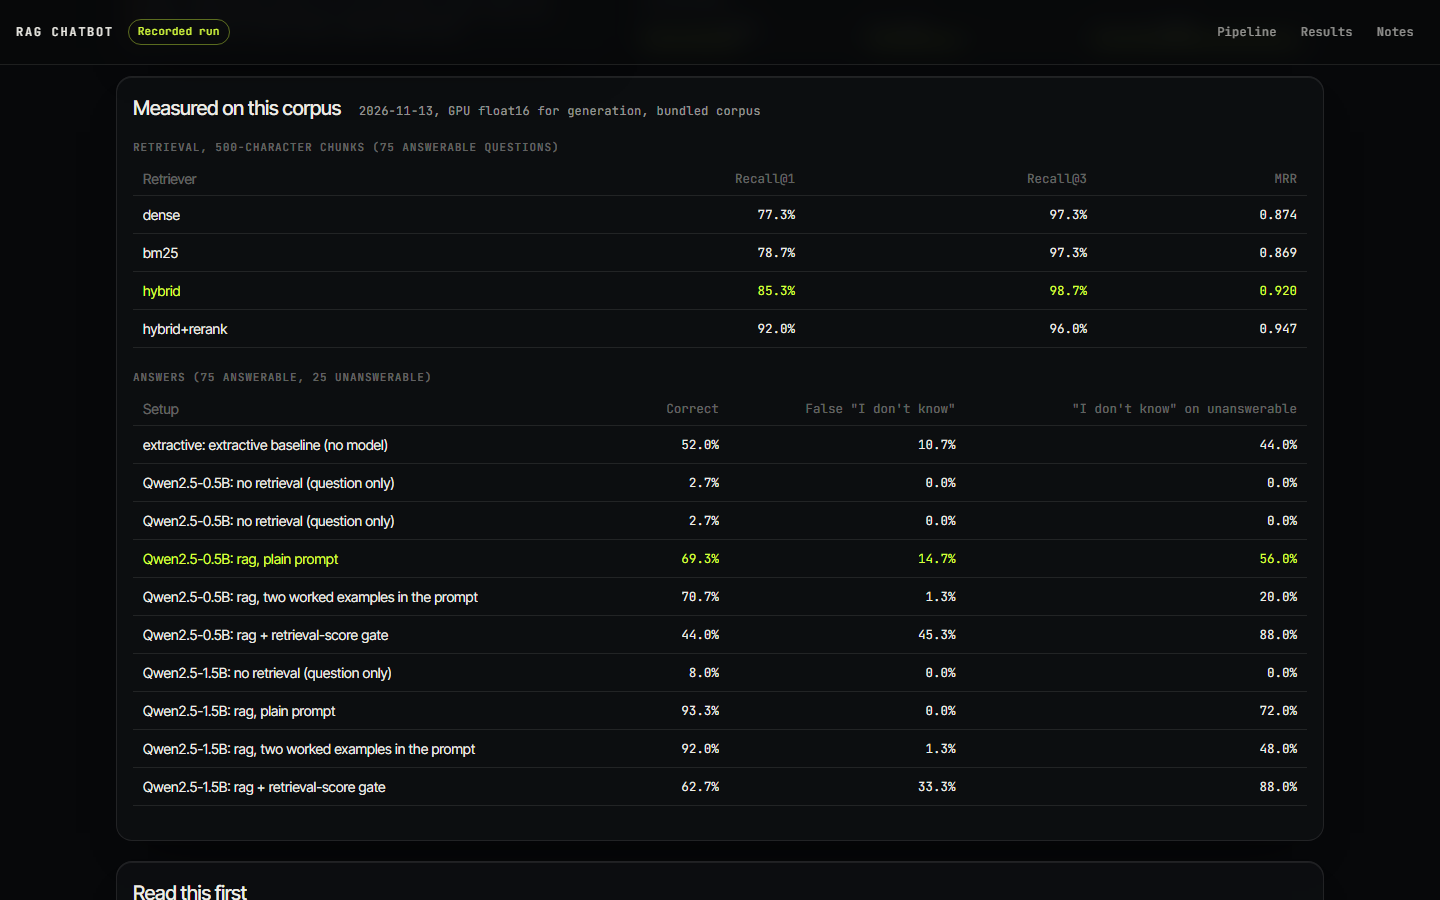 RAG CHATBOT Recorded run Pipeline Results Notes
Measured on this corpus 2026-11-13, GPU float16 for generation, bundled corpus
RETRIEVAL, 500-CHARACTER CHUNKS (75 ANSWERABLE QUESTIONS)
Retriever Recall@1 Recall@3 MRR
dense 77.3% 97.3% 0.874
bm25 78.7% 97.3% 0.869
hybrid 85.3% 98.7% 0.920
hybrid+rerank 92.0% 96.0% 0.947
ANSWERS (75 ANSWERABLE, 25 UNANSWERABLE)
Setup Correct False "I don't know" "I don't know" on unanswerable
extractive: extractive baseline (no model) 52.0% 10.7% 44.0%
Qwen2.5-0.5B: no retrieval (question only) 2.7% 0.0% 0.0%
Qwen2.5-0.5B: no retrieval (question only) 2.7% 0.0% 0.0%
Qwen2.5-0.5B: rag, plain prompt 69.3% 14.7% 56.0%
Qwen2.5-0.5B: rag, two worked examples in the prompt 70.7% 1.3% 20.0%
Qwen2.5-0.5B: rag + retrieval-score gate 44.0% 45.3% 88.0%
Qwen2.5-1.5B: no retrieval (question only) 8.0% 0.0% 0.0%
Qwen2.5-1.5B: rag, plain prompt 93.3% 0.0% 72.0%
Qwen2.5-1.5B: rag, two worked examples in the prompt 92.0% 1.3% 48.0%
Qwen2.5-1.5B: rag + retrieval-score gate 62.7% 33.3% 88.0%
Read this first